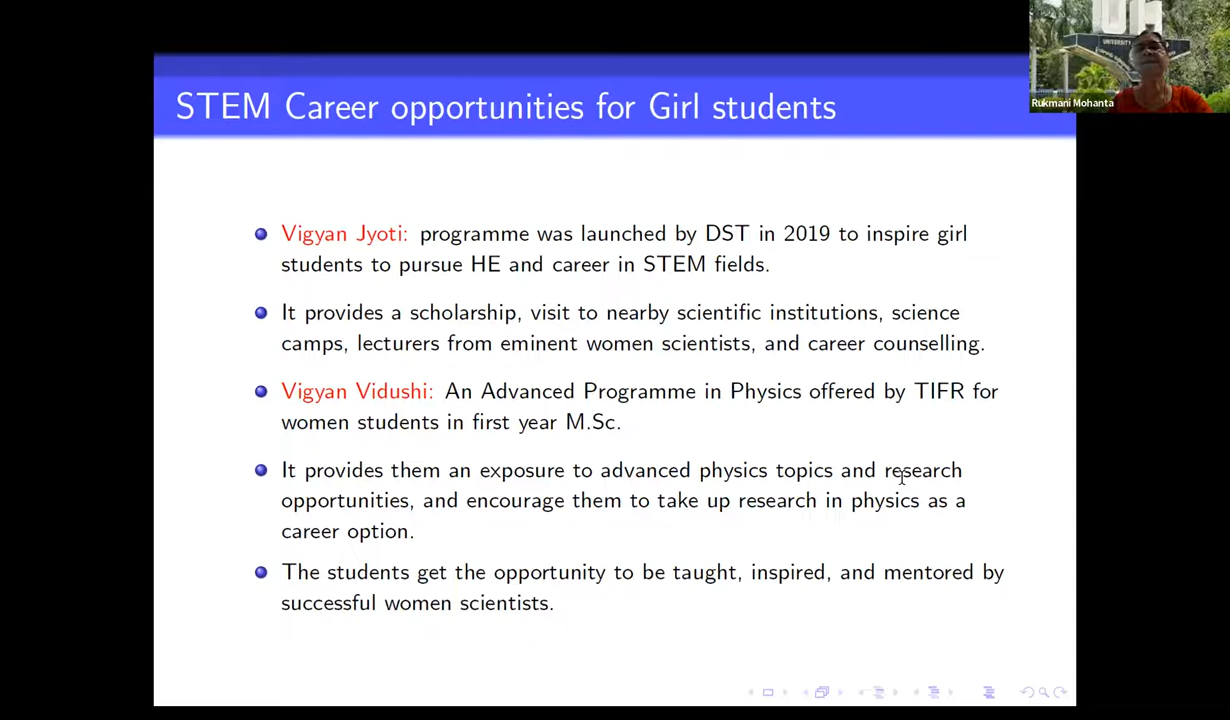 UNIVERSITY
Rukmani Mohanta
STEM Career opportunities for Girl students
Vigyan Jyoti: programme was launched by DST in 2019 to inspire girl
students to pursue HE and career in STEM fields.
It provides a scholarship, visit to nearby scientific institutions, science
camps, lecturers from eminent women scientists, and career counselling.
Vigyan Vidushi: An Advanced Programme in Physics offered by TIFR for
women students in first year M.Sc.
It provides them an exposure to advanced physics topics and research
opportunities, and encourage them to take up research in physics as a
career option.
The students get the opportunity to be taught, inspired, and mentored by
successful women scientists.